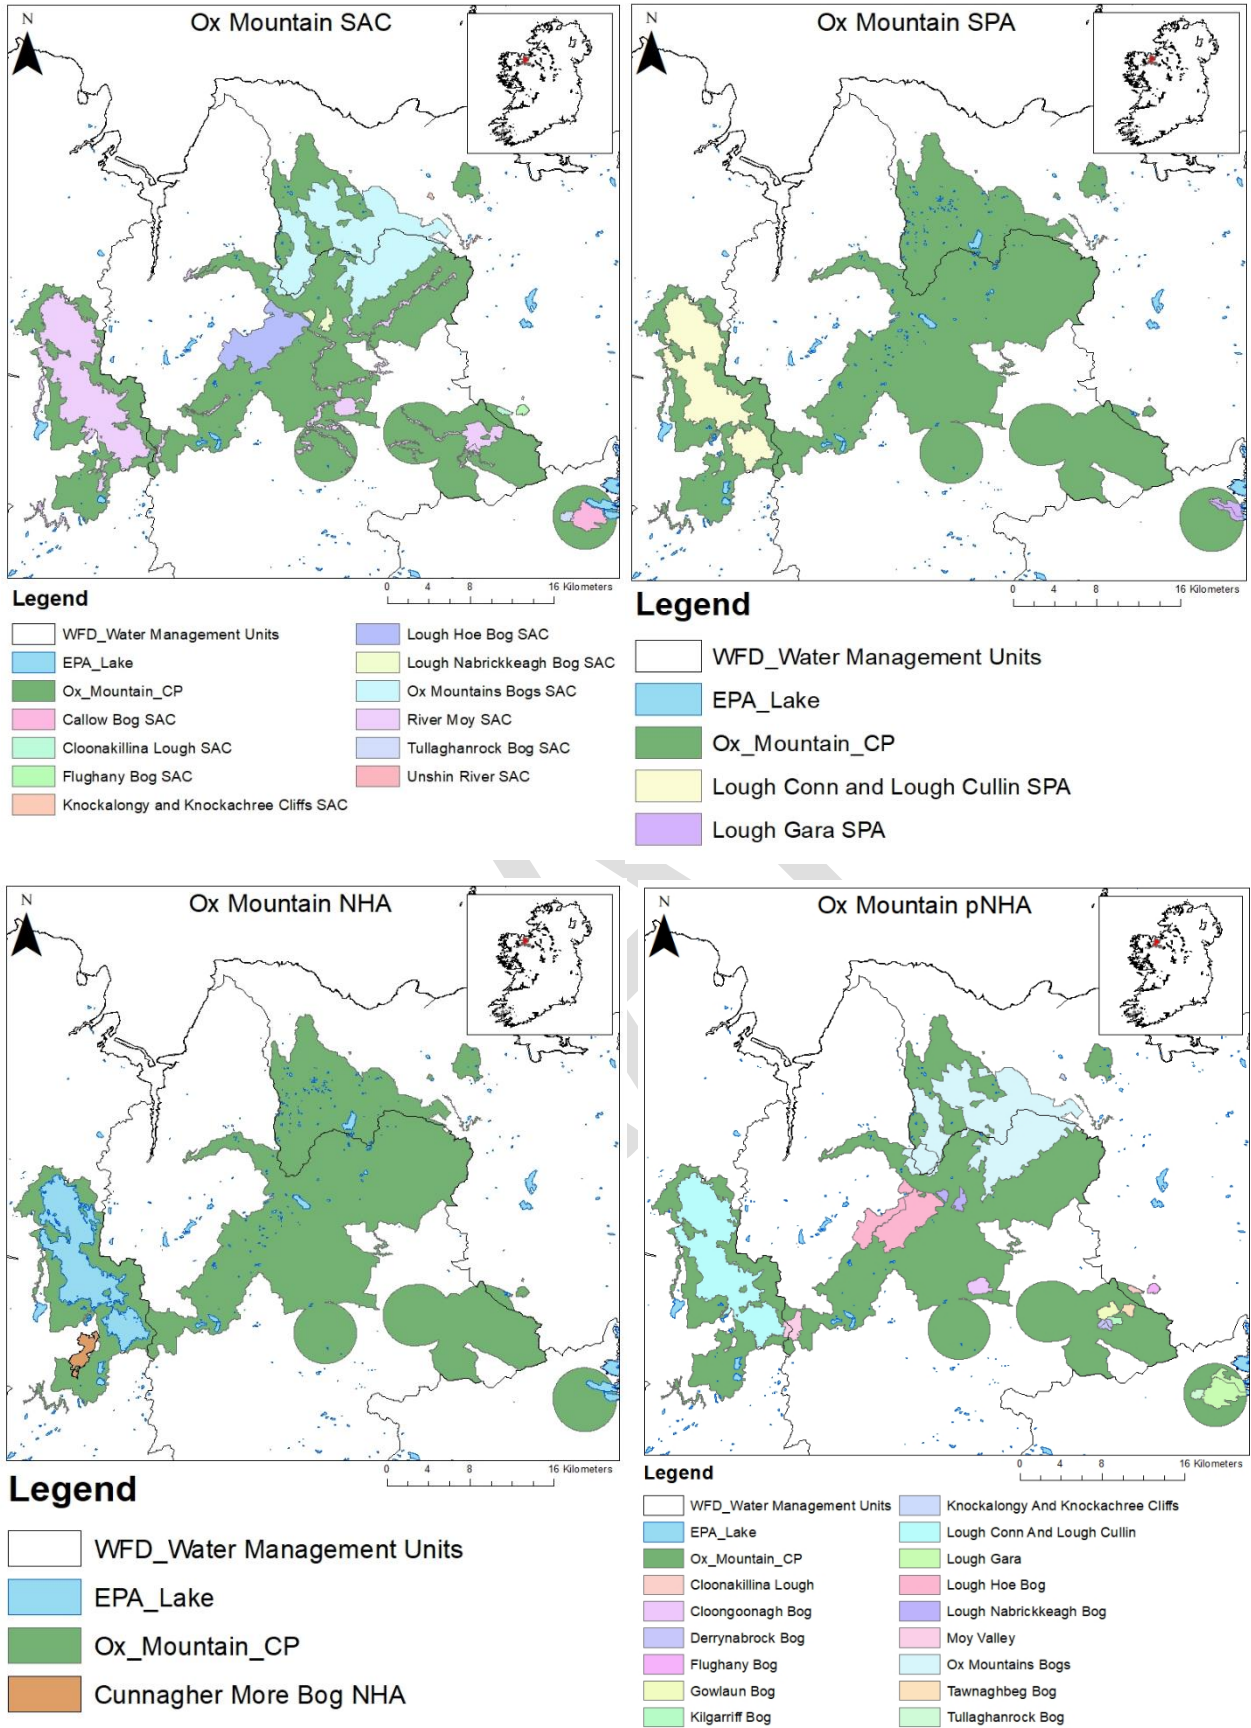 Ox Mountain SAC
N
0 4 8 16 Kilometers
Legend
WFD_Water Management Units
EPA_Lake
Ox_Mountain_CP
Callow Bog SAC
Cloonakillina Lough SAC
Flughany Bog SAC
Knockalongy and Knockachree Cliffs SAC
Lough Hoe Bog SAC
Lough Nabrickkeagh Bog SAC
Ox Mountains Bogs SAC
River Moy SAC
Tullaghanrock Bog SAC
Unshin River SAC
Ox Mountain SPA
N
0 4 8 16 Kilometers
Legend
WFD_Water Management Units
EPA_Lake
Ox_Mountain_CP
Lough Conn and Lough Cullin SPA
Lough Gara SPA
Ox Mountain NHA
N
0 4 8 16 Kilometers
Legend
WFD_Water Management Units
EPA_Lake
Ox_Mountain_CP
Cunnagher More Bog NHA
Ox Mountain pNHA
N
0 4 8 16 Kilometers
Legend
WFD_Water Management Units
EPA_Lake
Ox_Mountain_CP
Cloonakillina Lough
Cloongoonagh Bog
Derrynabrock Bog
Flughany Bog
Gowlaun Bog
Kilgarriff Bog
Knockalongy And Knockachree Cliffs
Lough Conn And Lough Cullin
Lough Gara
Lough Hoe Bog
Lough Nabrickkeagh Bog
Moy Valley
Ox Mountains Bogs
Tawnaghbeg Bog
Tullaghanrock Bog